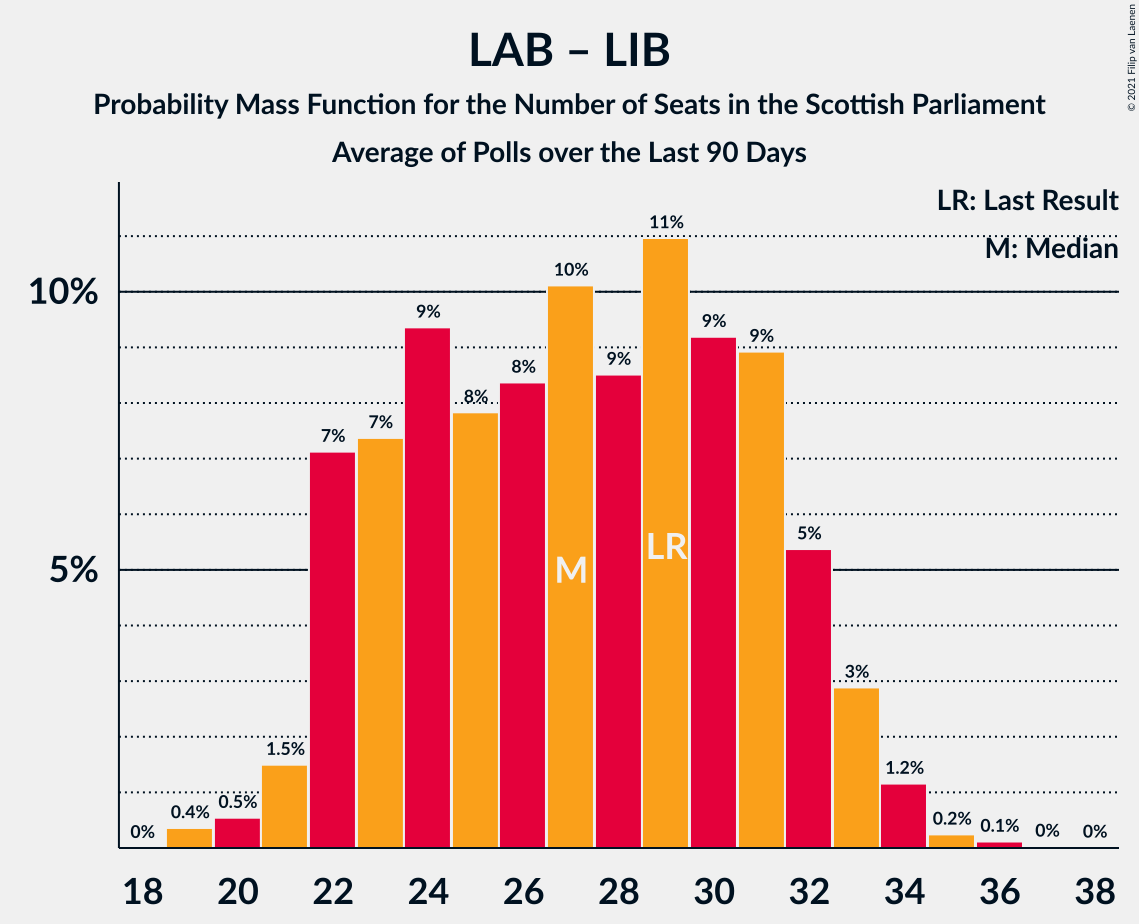 LAB – LIB
Probability Mass Function for the Number of Seats in the Scottish Parliament
Average of Polls over the Last 90 Days
© 2021 Filip van Laenen
LR: Last Result
M: Median
10%
5%
0%
0.4%
0.5%
1.5%
7%
7%
9%
8%
8%
10%
9%
11%
9%
9%
5%
3%
1.2%
0.2%
0.1%
0%
0%
M
LR
18 20 22 24 26 28 30 32 34 36 38